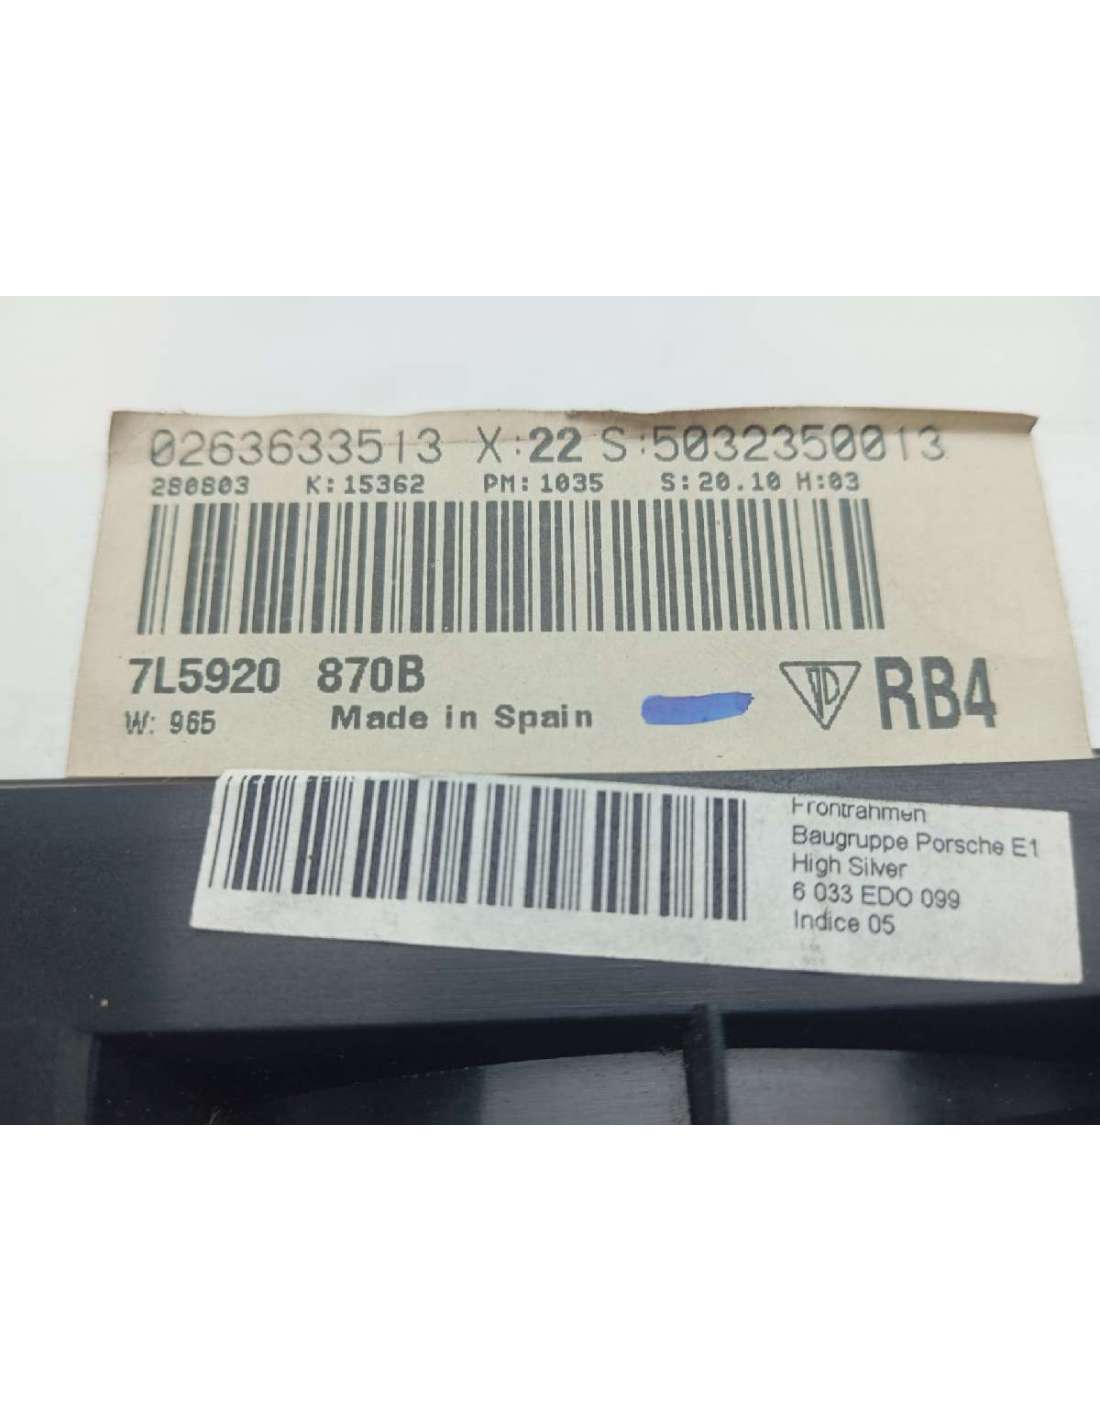 0263633513 X:22 S:5032350013
280803 K:15362 PM:1035 S:20.10 H:03
7L5920 870B RB4
W: 965 Made in Spain
Frontrahmen
Baugruppe Porsche E1
High Silver
6 033 EDO 099
Indice 05